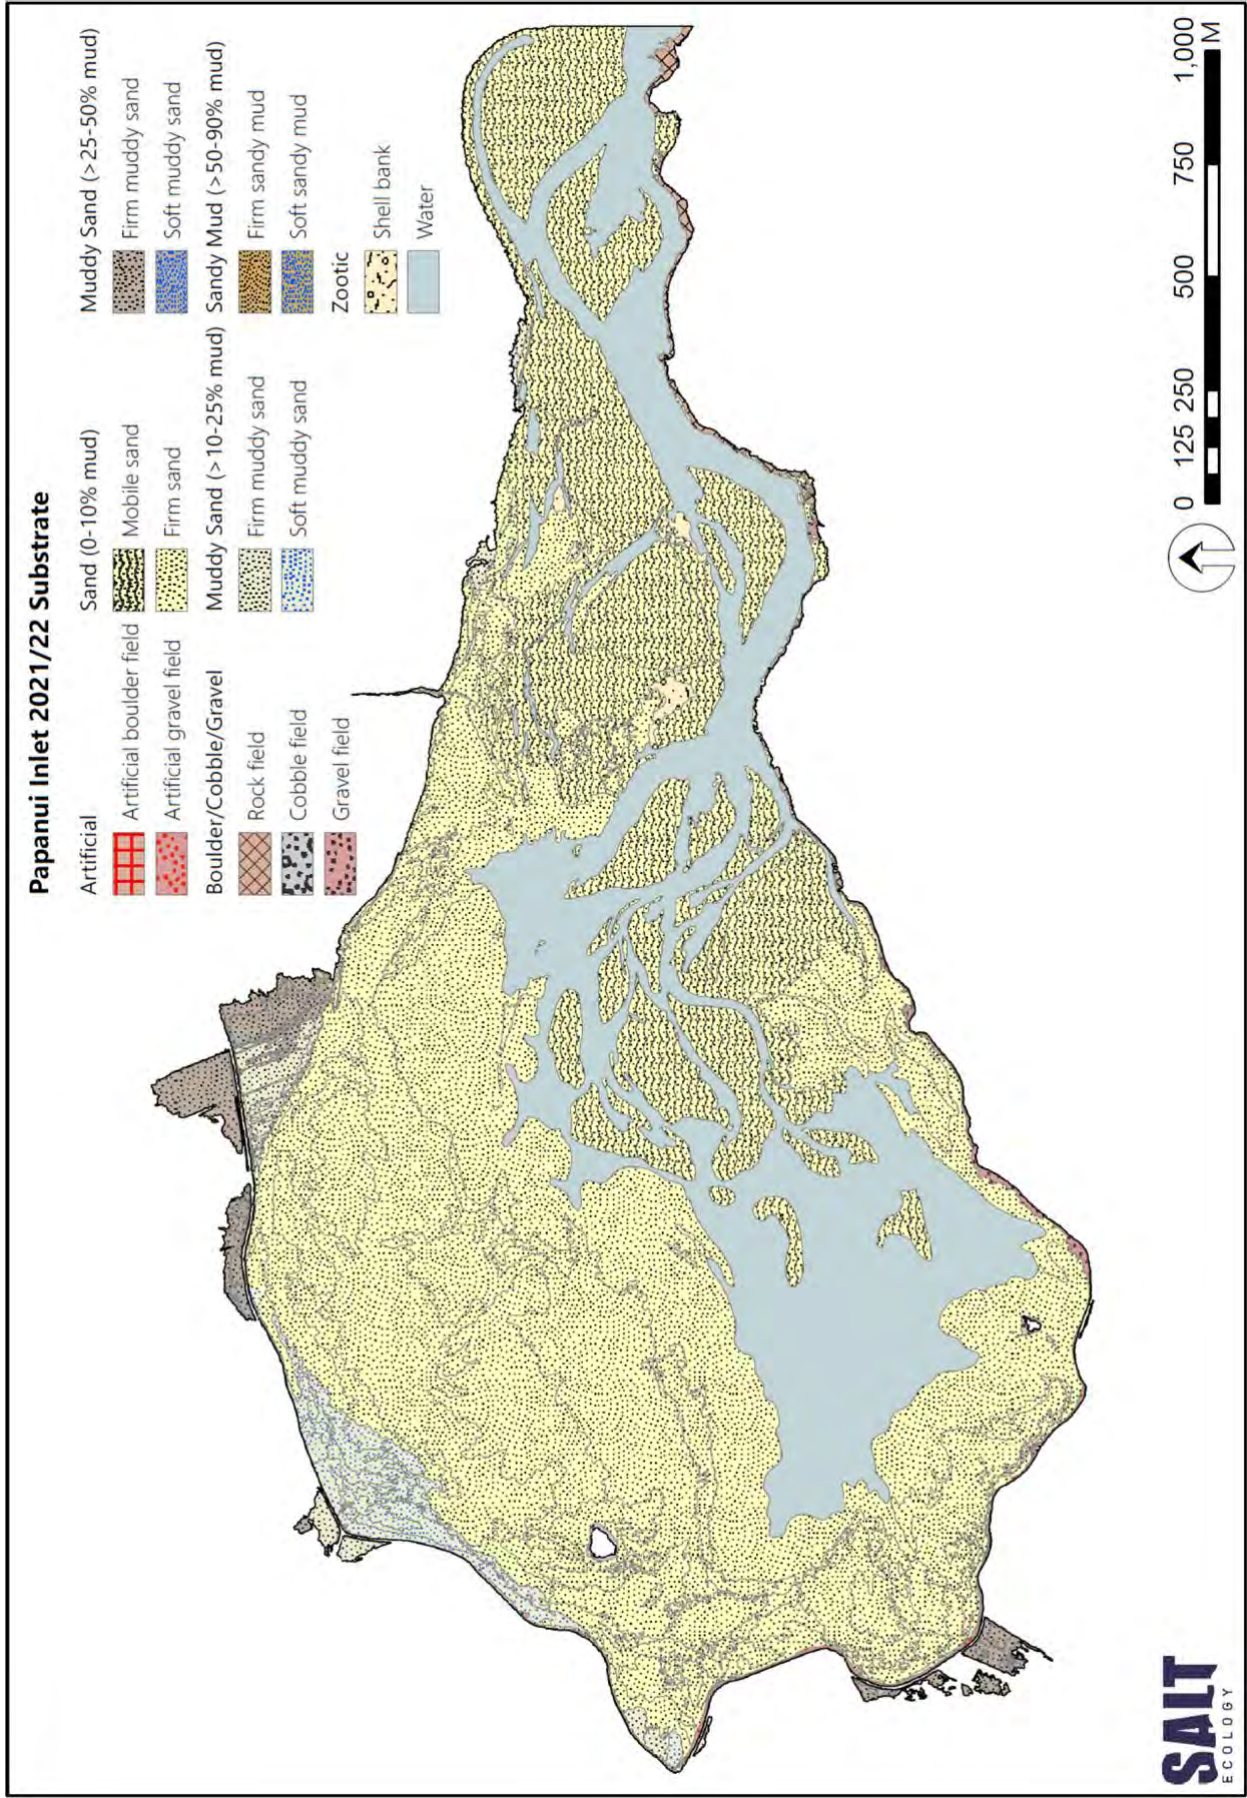 Papanui Inlet 2021/22 Substrate
Artificial
Artificial boulder field
Artificial gravel field
Boulder/Cobble/Gravel
Rock field
Cobble field
Gravel field
Sand (0-10% mud)
Mobile sand
Firm sand
Muddy Sand (>10-25% mud)
Firm muddy sand
Soft muddy sand
Muddy Sand (>25-50% mud)
Firm muddy sand
Soft muddy sand
Sandy Mud (>50-90% mud)
Firm sandy mud
Soft sandy mud
Zootic
Shell bank
Water
0 125 250 500 750 1,000
M
SALT
ECOLOGY